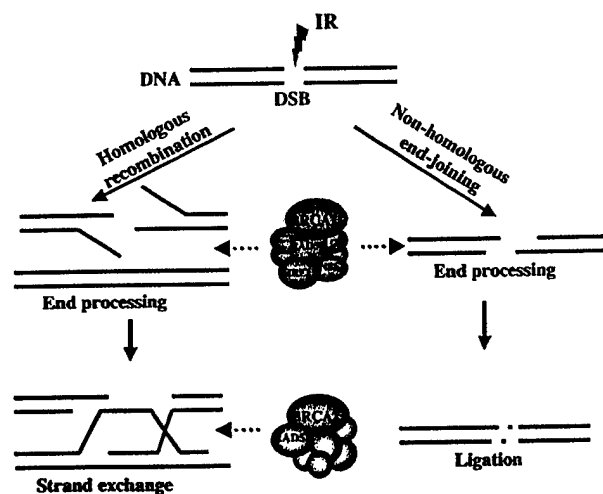 IR
DNA
DSB
Homologous
recombination
Non-homologous
end-joining
End processing
End processing
Strand exchange
Ligation